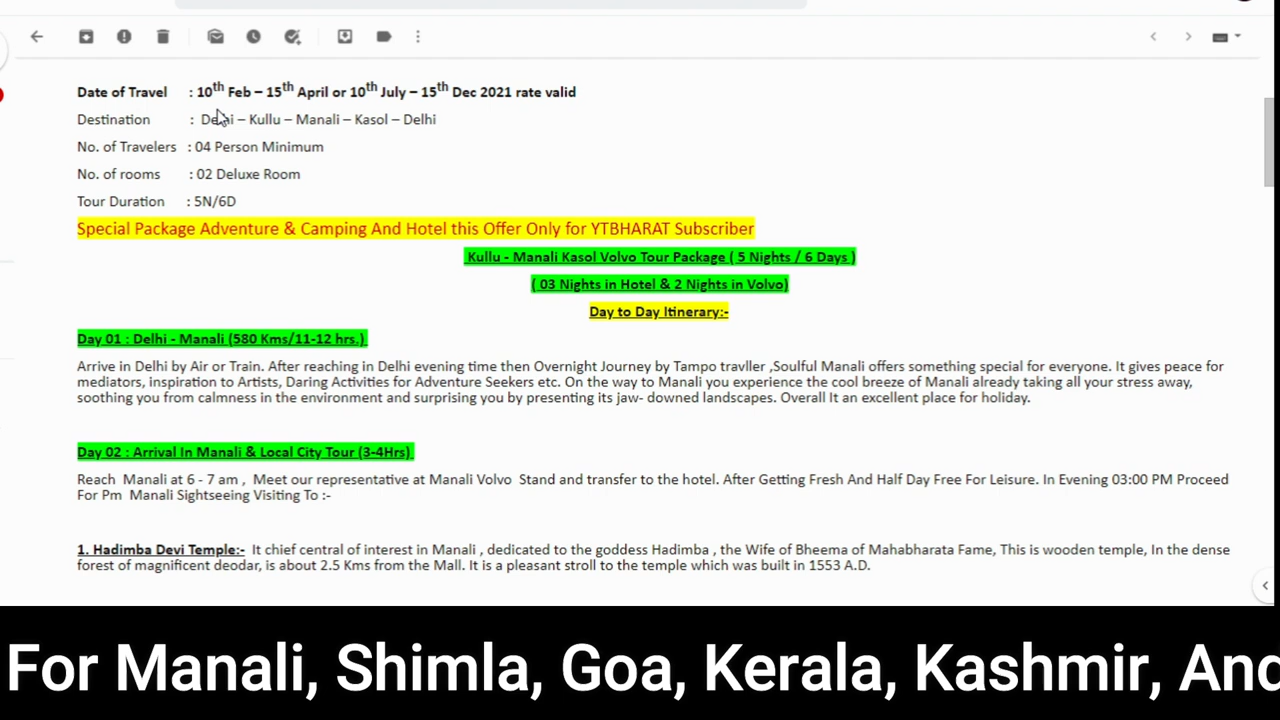 Date of Travel : 10th Feb – 15th April or 10th July – 15th Dec 2021 rate valid
Destination : Delhi – Kullu – Manali – Kasol – Delhi
No. of Travelers : 04 Person Minimum
No. of rooms : 02 Deluxe Room
Tour Duration : 5N/6D
Special Package Adventure & Camping And Hotel this Offer Only for YTBHARAT Subscriber
Kullu - Manali Kasol Volvo Tour Package ( 5 Nights / 6 Days )
( 03 Nights in Hotel & 2 Nights in Volvo)
Day to Day Itinerary:-
Day 01 : Delhi - Manali (580 Kms/11-12 hrs.)
Arrive in Delhi by Air or Train. After reaching in Delhi evening time then Overnight Journey by Tampo travller ,Soulful Manali offers something special for everyone. It gives peace for
mediators, inspiration to Artists, Daring Activities for Adventure Seekers etc. On the way to Manali you experience the cool breeze of Manali already taking all your stress away,
soothing you from calmness in the environment and surprising you by presenting its jaw- downed landscapes. Overall It an excellent place for holiday.
Day 02 : Arrival In Manali & Local City Tour (3-4Hrs)
Reach Manali at 6 - 7 am , Meet our representative at Manali Volvo Stand and transfer to the hotel. After Getting Fresh And Half Day Free For Leisure. In Evening 03:00 PM Proceed
For Pm Manali Sightseeing Visiting To :-
1. Hadimba Devi Temple:- It chief central of interest in Manali , dedicated to the goddess Hadimba , the Wife of Bheema of Mahabharata Fame, This is wooden temple, In the dense
forest of magnificent deodar, is about 2.5 Kms from the Mall. It is a pleasant stroll to the temple which was built in 1553 A.D.
For Manali, Shimla, Goa, Kerala, Kashmir, And